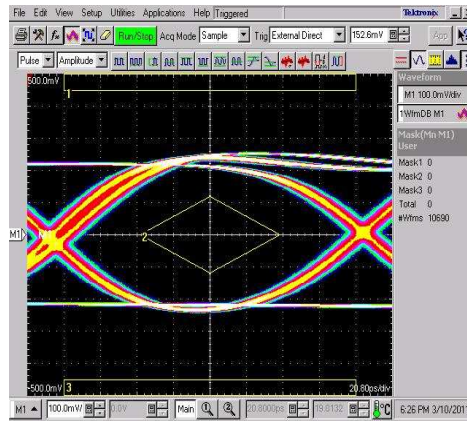 File Edit View Setup Utilities Applications Help Triggered Tektronix
Run/Stop Acq Mode Sample Trig External Direct 152.6mV App
Pulse Amplitude
500.0mV
1
Waveform
M1 100.0mV/div
1WfmDB M1
Mask(Mn M1)
User
Mask1 0
Mask2 0
Mask3 0
Total 0
#Wfms 10690
M1
2
-500.0mV 3 20.80ps/div
M1 100.0mV/ 0.0V Main 20.8000ps 19.0132 °C 6:26 PM 3/10/2011